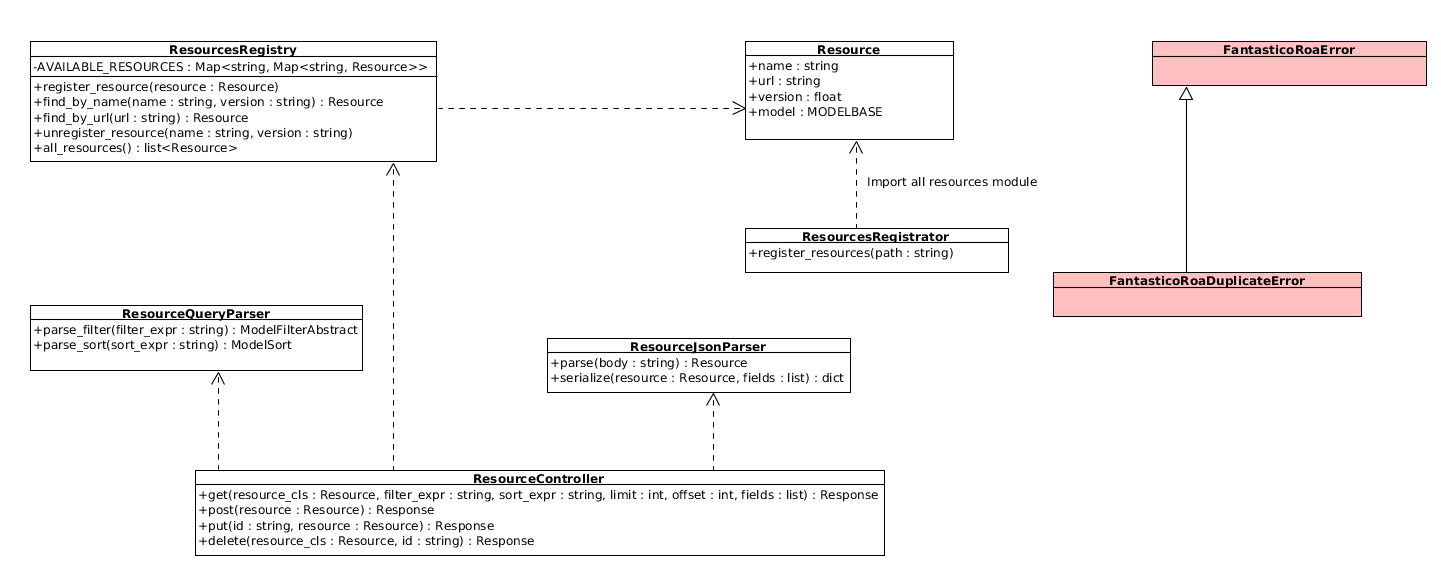 ResourcesRegistry
-AVAILABLE_RESOURCES : Map<string, Map<string, Resource>>
+register_resource(resource : Resource)
+find_by_name(name : string, version : string) : Resource
+find_by_url(url : string) : Resource
+unregister_resource(name : string, version : string)
+all_resources() : list<Resource>
Resource
+name : string
+url : string
+version : float
+model : MODELBASE
FantasticoRoaError
Import all resources module
ResourcesRegistrator
+register_resources(path : string)
FantasticoRoaDuplicateError
ResourceQueryParser
+parse_filter(filter_expr : string) : ModelFilterAbstract
+parse_sort(sort_expr : string) : ModelSort
ResourceJsonParser
+parse(body : string) : Resource
+serialize(resource : Resource, fields : list) : dict
ResourceController
+get(resource_cls : Resource, filter_expr : string, sort_expr : string, limit : int, offset : int, fields : list) : Response
+post(resource : Resource) : Response
+put(id : string, resource : Resource) : Response
+delete(resource_cls : Resource, id : string) : Response